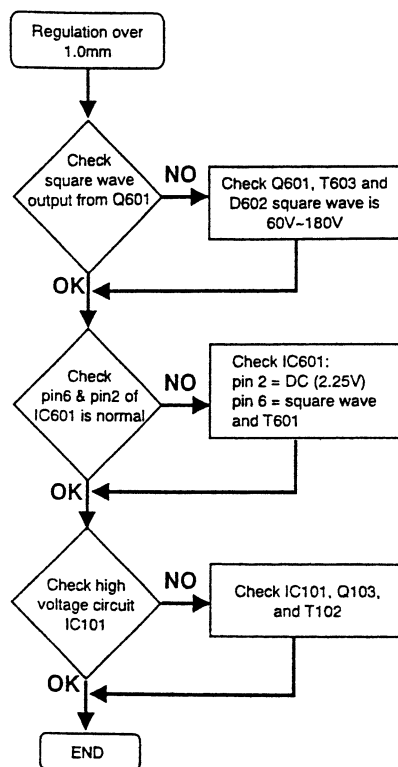 Regulation over
1.0mm
Check
square wave
output from Q601
NO
Check Q601, T603 and
D602 square wave is
60V~180V
OK
Check
pin6 & pin2 of
IC601 is normal
NO
Check IC601:
pin 2 = DC (2.25V)
pin 6 = square wave
and T601
OK
Check high
voltage circuit
IC101
NO
Check IC101, Q103,
and T102
OK
END